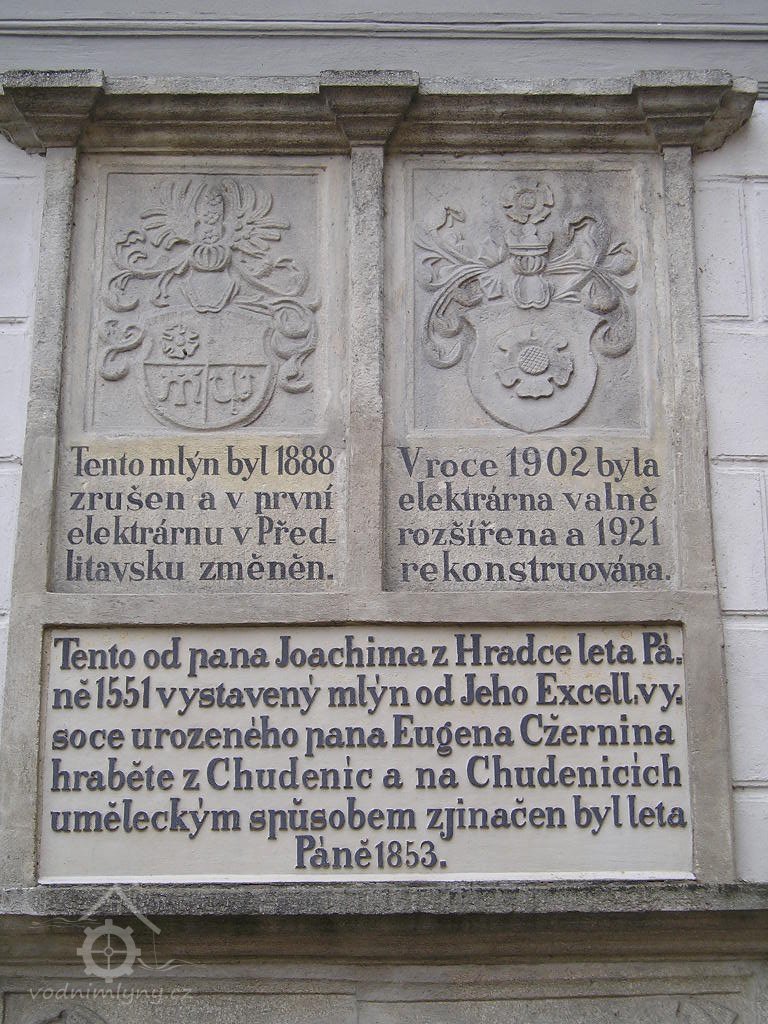 Tento mlýn byl 1888
zrušen a v první
elektrárnu v Před-
litavsku změněn.
V roce 1902 byla
elektrárna valně
rozšířena a 1921
rekonstruována.
Tento od pana Joachima z Hradce leta Pá:
ně 1551 vystavený mlýn od Jeho Excell: vy:
soce urozeného pana Eugena Cžernina
hraběte z Chudenic a na Chudenicích
uměleckým spůsobem zjinačen byl leta
Páně 1853.
vodnimlyny.cz